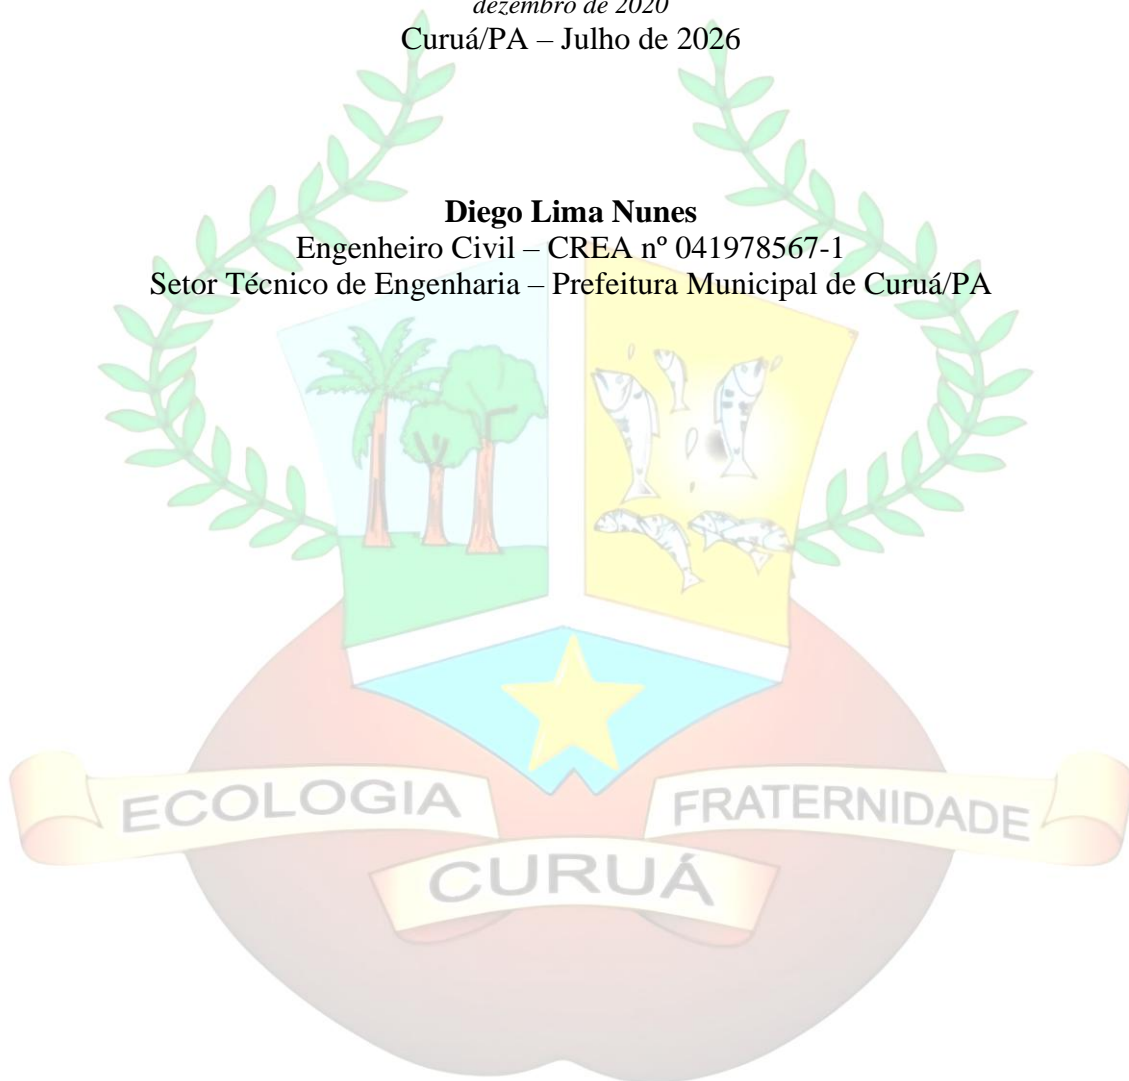 dezembro de 2020
Curuá/PA – Julho de 2026
Diego Lima Nunes
Engenheiro Civil – CREA nº 041978567-1
Setor Técnico de Engenharia – Prefeitura Municipal de Curuá/PA
ECOLOGIA
FRATERNIDADE
CURUÁ